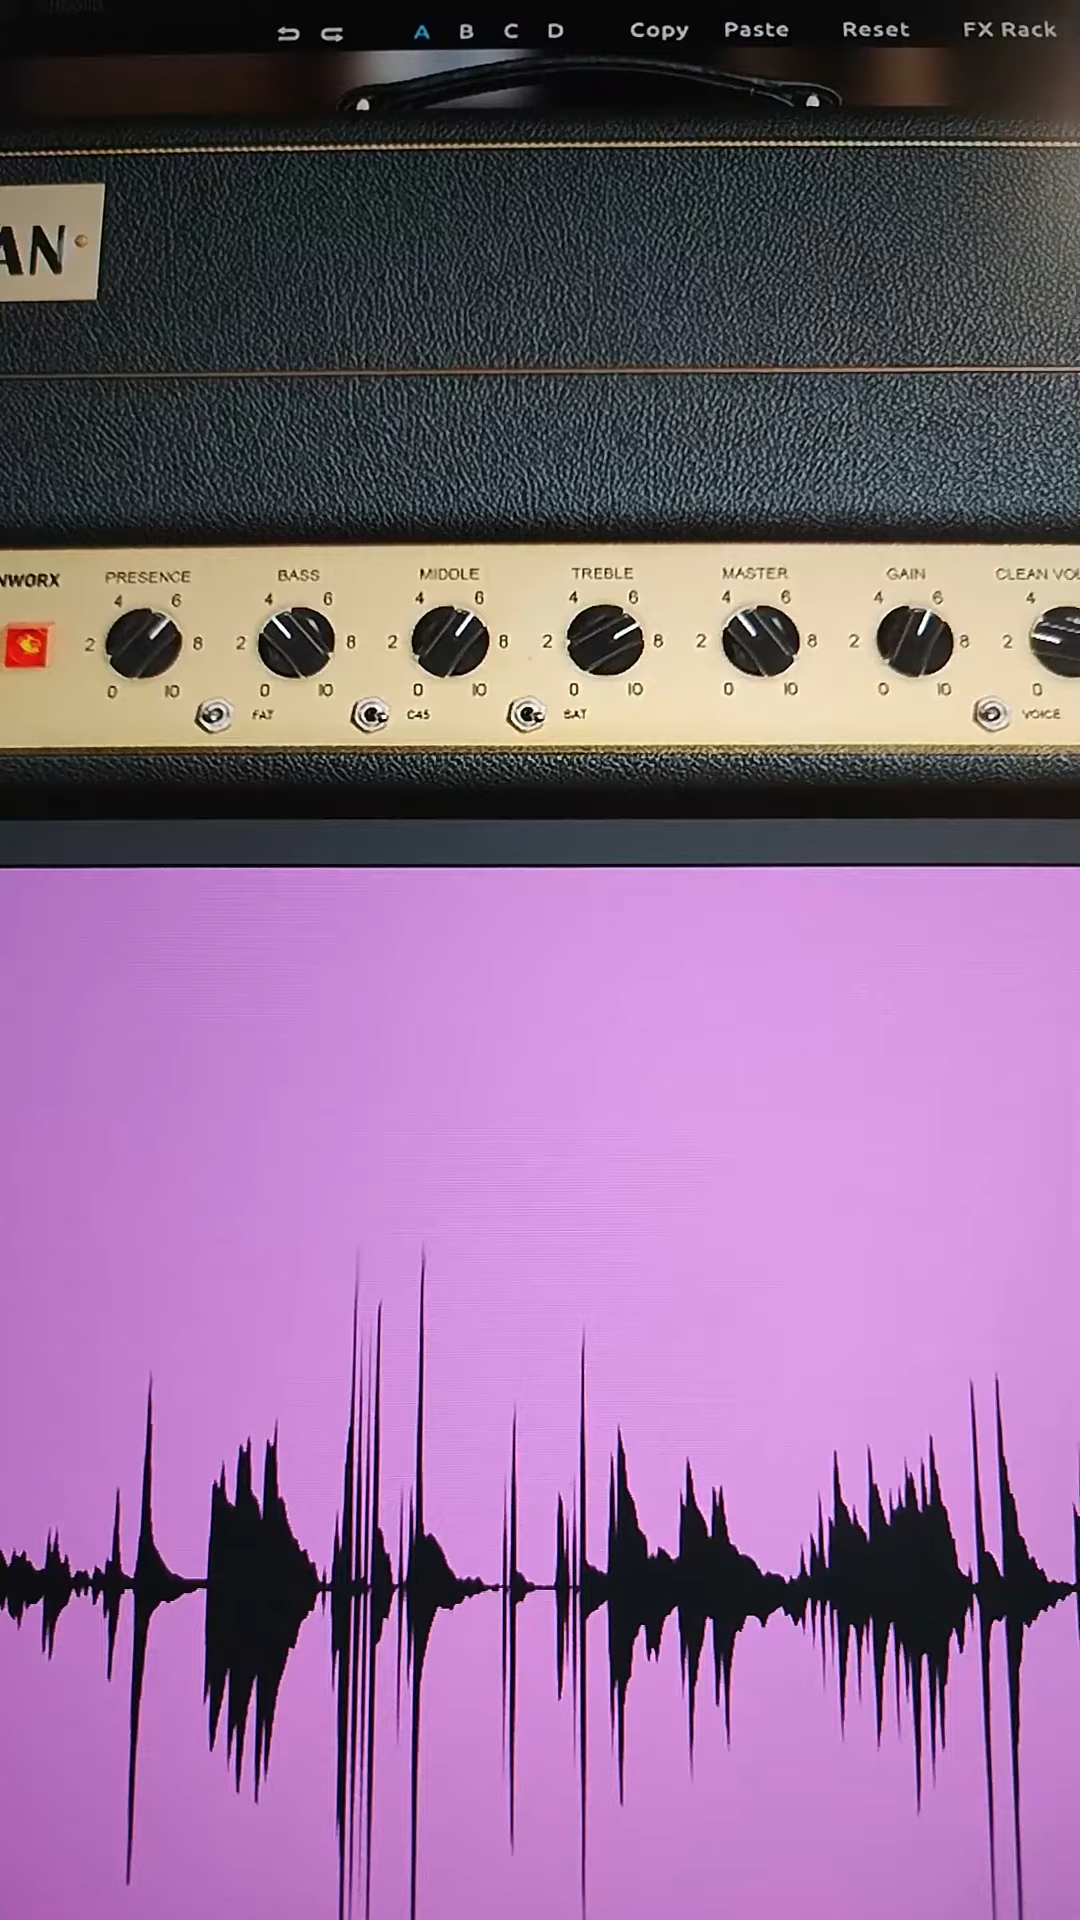 A B C D Copy Paste Reset FX Rack
AN
NWORX PRESENCE BASS MIDDLE TREBLE MASTER GAIN CLEAN VOL
4 6 4 6 4 6 4 6 4 6 4 6 4
2 8 2 8 2 8 2 8 2 8 2 8 2
0 10 0 10 0 10 0 10 0 10 0 10 0
FAT C45 SAT VOICE